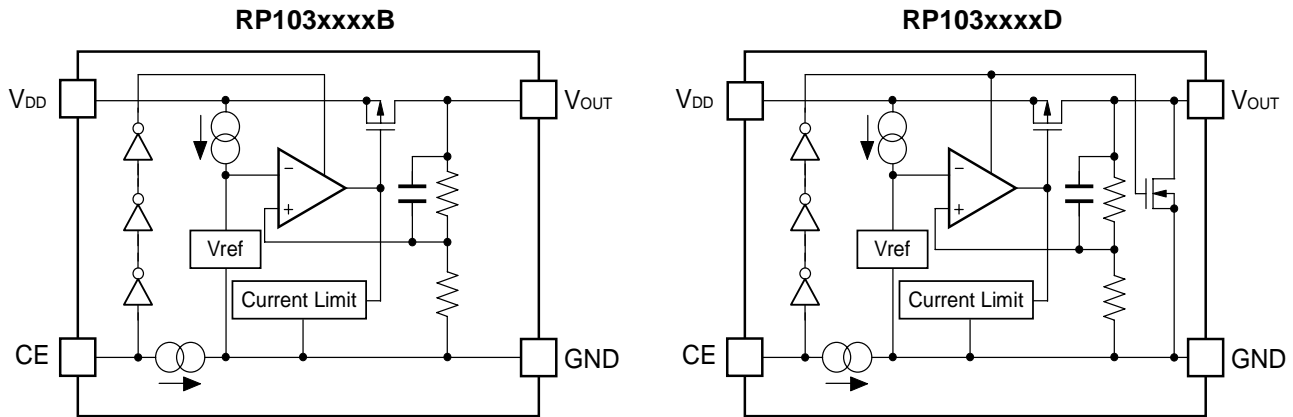 RP103xxxxB
VDD
VOUT
−
+
Vref
Current Limit
CE
GND
RP103xxxxD
VDD
VOUT
−
+
Vref
Current Limit
CE
GND